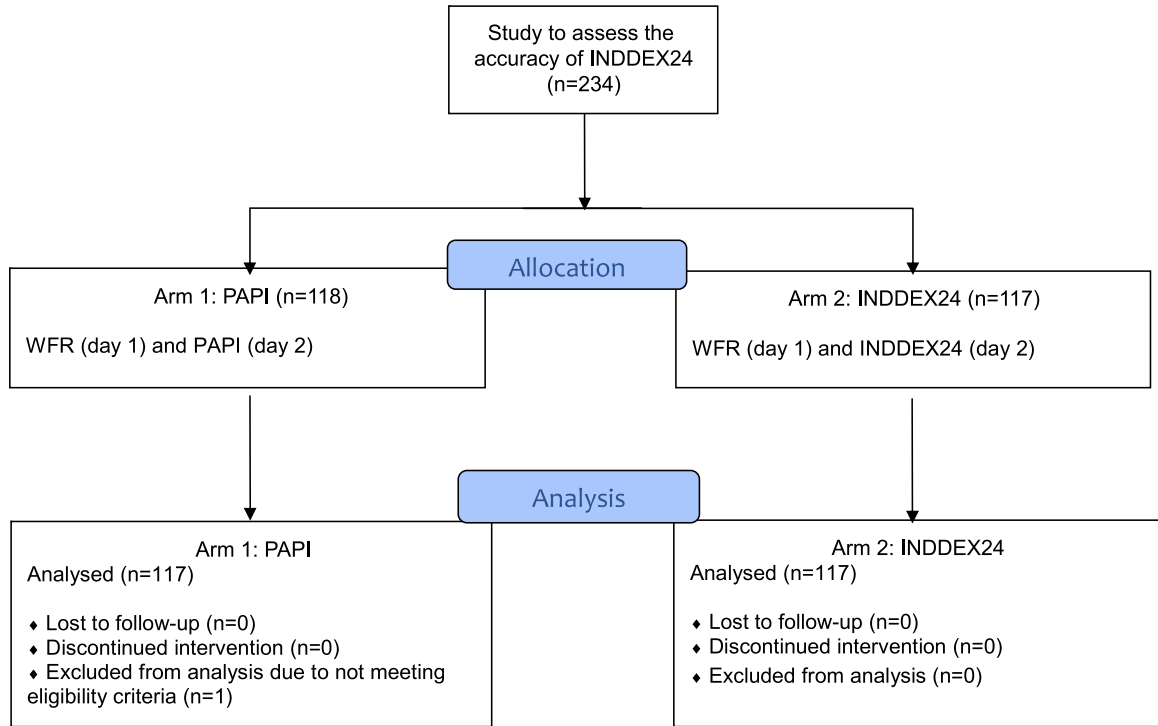 Study to assess the
accuracy of INDDEX24
(n=234)
Allocation
Arm 1: PAPI (n=118)
WFR (day 1) and PAPI (day 2)
Arm 2: INDDEX24 (n=117)
WFR (day 1) and INDDEX24 (day 2)
Analysis
Arm 1: PAPI
Analysed (n=117)
♦ Lost to follow-up (n=0)
♦ Discontinued intervention (n=0)
♦ Excluded from analysis due to not meeting
eligibility criteria (n=1)
Arm 2: INDDEX24
Analysed (n=117)
♦ Lost to follow-up (n=0)
♦ Discontinued intervention (n=0)
♦ Excluded from analysis (n=0)